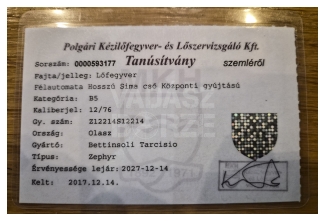 Polgári Kézilőfegyver- és Lőszervizsgáló Kft.
Sorszám: 0000593177 Tanúsítvány szemléről
Fajta/jelleg: Lőfegyver
Félautomata Hosszú Sima cső Központi gyújtású
Kategória: B5
Kaliberjel: 12/76
Gy. szám: Z12214S12214
Ország: Olasz
Gyártó: Bettinsoli Tarcisio
Típus: Zephyr
Érvényessége lejár: 2027-12-14
Kelt: 2017.12.14.